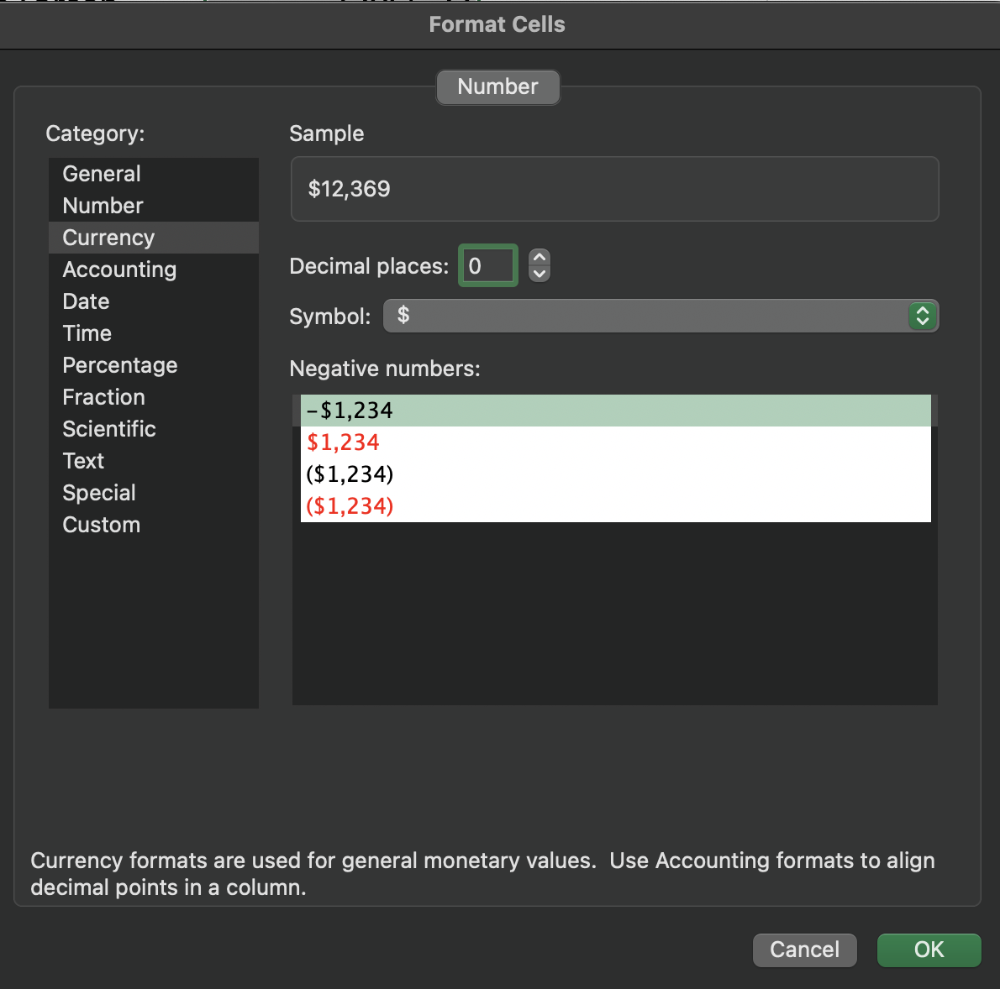 Format Cells
Number
Category:
General
Number
Currency
Accounting
Date
Time
Percentage
Fraction
Scientific
Text
Special
Custom
Sample
$12,369
Decimal places: 0
Symbol: $
Negative numbers:
-$1,234
$1,234
($1,234)
($1,234)
Currency formats are used for general monetary values.  Use Accounting formats to align
decimal points in a column.
Cancel OK